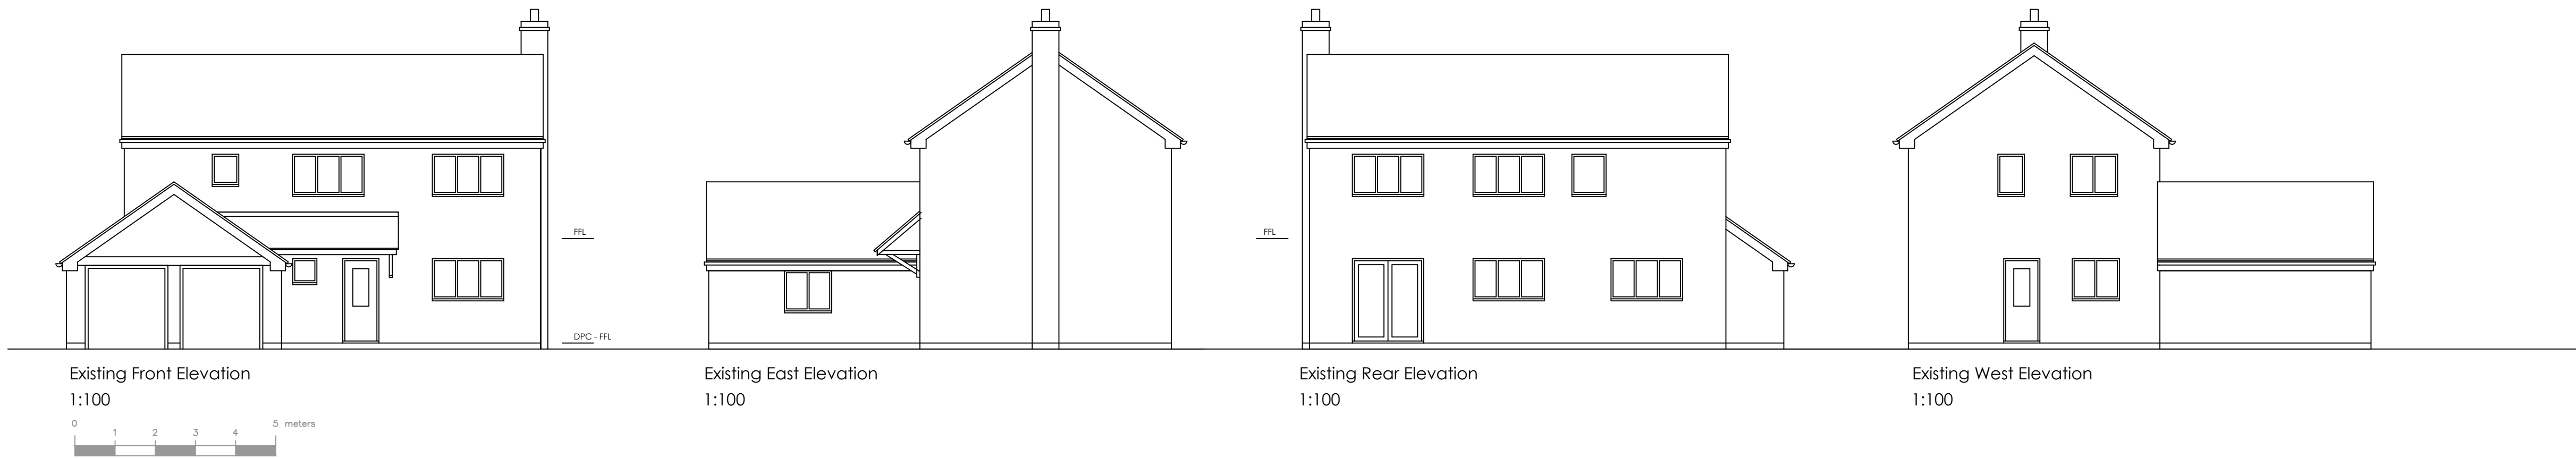 FFL
DPC - FFL
FFL
Existing Front Elevation
1:100
Existing East Elevation
1:100
Existing Rear Elevation
1:100
Existing West Elevation
1:100
0 1 2 3 4 5 meters